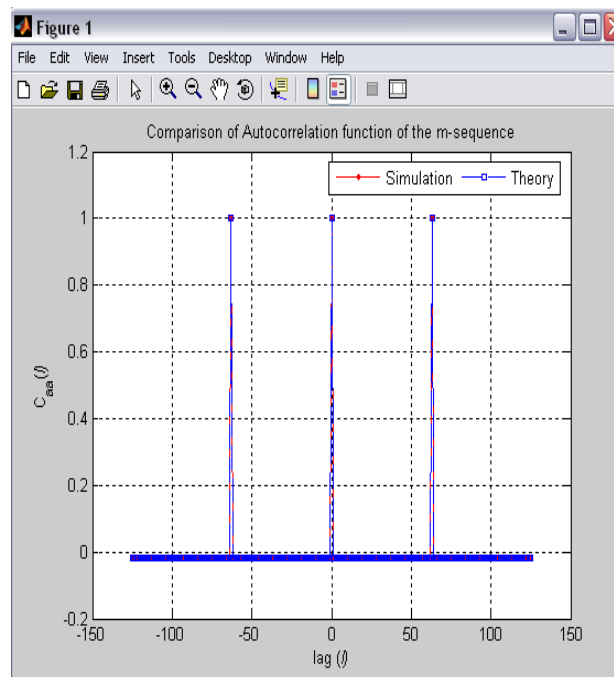 Figure 1
File Edit View Insert Tools Desktop Window Help
Comparison of Autocorrelation function of the m-sequence
Simulation Theory
1.2
1
0.8
0.6
0.4
0.2
0
-0.2
C_aa(l)
-150 -100 -50 0 50 100 150
lag (l)